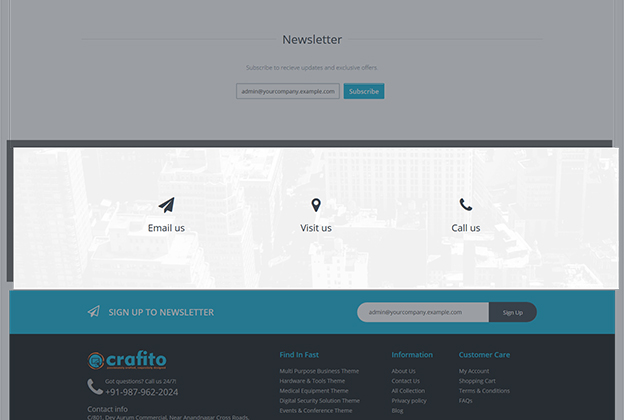 Newsletter
Subscribe to recieve updates and exclusive offers.
admin@yourcompany.example.com Subscribe
Email us Visit us Call us
SIGN UP TO NEWSLETTER admin@yourcompany.example.com Sign Up
crafito Find In Fast Information Customer Care
Multi Purpose Business Theme About Us My Account
Got questions? Call us 24/7! Hardware & Tools Theme Contact Us Shopping Cart
+91-987-962-2024 Medical Equipment Theme All Collection Terms & Conditions
Digital Security Solution Theme Privacy policy FAQs
Contact info Events & Conference Theme Blog
C/801, Dev Aurum Commercial, Near Anandnagar Cross Roads,